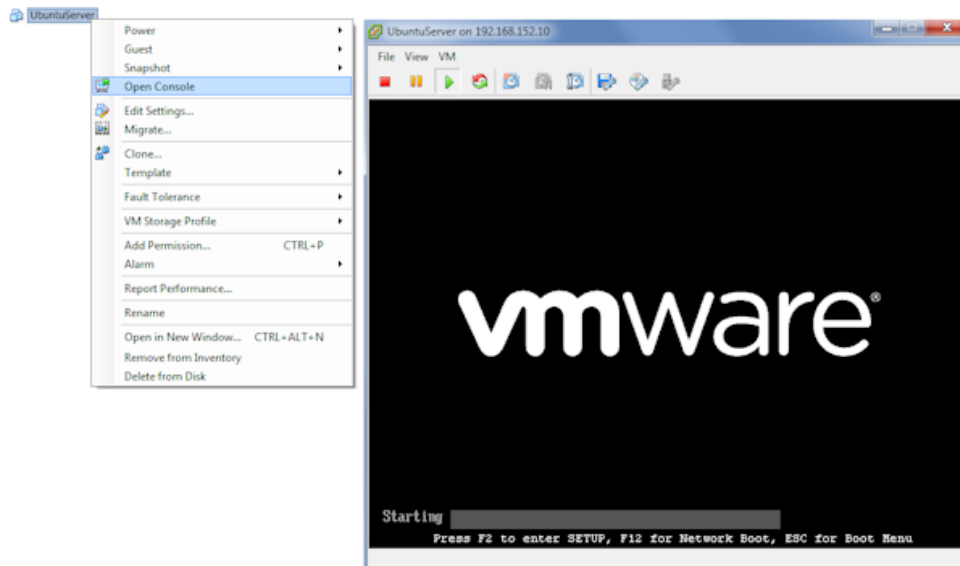 UbuntuServer
Power
Guest
Snapshot
Open Console
Edit Settings...
Migrate...
Clone...
Template
Fault Tolerance
VM Storage Profile
Add Permission... CTRL+P
Alarm
Report Performance...
Rename
Open in New Window... CTRL+ALT+N
Remove from Inventory
Delete from Disk
UbuntuServer on 192.168.152.10
File View VM
vmware®
Starting
Press F2 to enter SETUP, F12 for Network Boot, ESC for Boot Menu